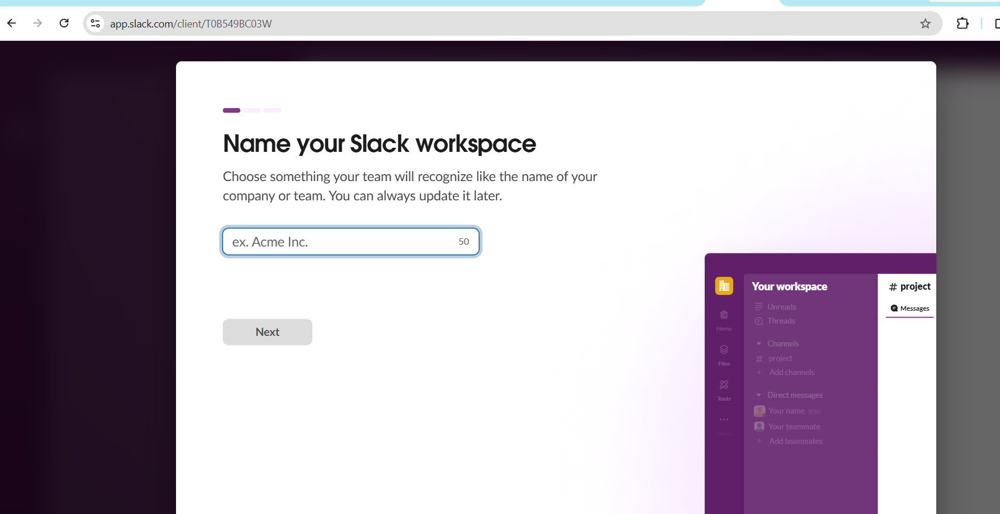 app.slack.com/client/T0B549BC03W
Name your Slack workspace
Choose something your team will recognize like the name of your
company or team. You can always update it later.
ex. Acme Inc. 50
Next
Your workspace
Unreads
Threads
Channels
# project
+ Add channels
Direct messages
Your name you
Your teammate
+ Add teammates
Home
Files
Tools
# project
Messages